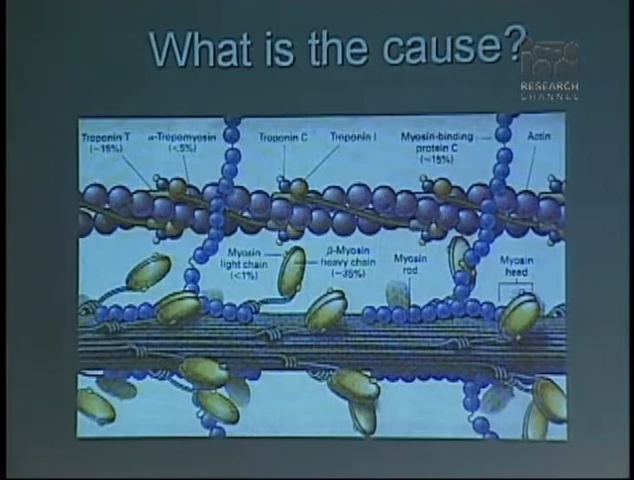 What is the cause?
RESEARCH
CHANNEL
Troponin T
(~15%)
α-Tropomyosin
(<5%)
Troponin C
Troponin I
Myosin-binding
protein C
(~15%)
Actin
Myosin
light chain
(<1%)
β-Myosin
heavy chain
(~35%)
Myosin
rod
Myosin
head